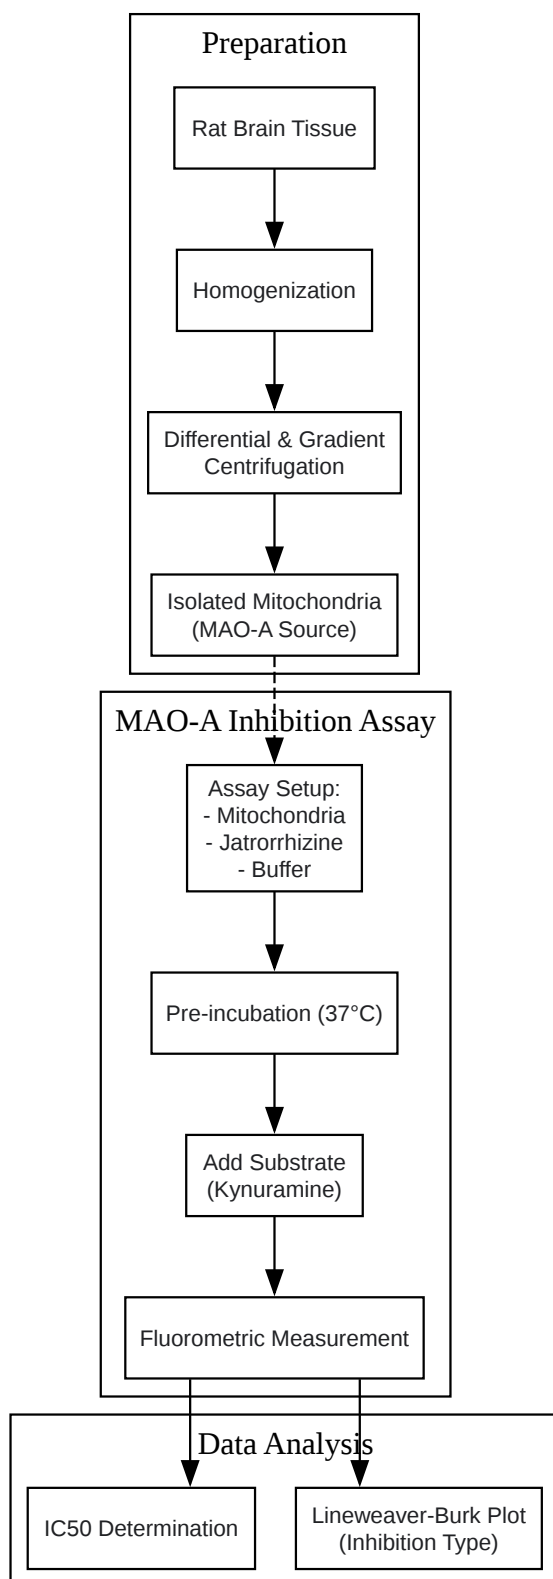 Preparation
Rat Brain Tissue
Homogenization
Differential & Gradient
Centrifugation
Isolated Mitochondria
(MAO-A Source)
MAO-A Inhibition Assay
Assay Setup:
- Mitochondria
- Jatrorrhizine
- Buffer
Pre-incubation (37°C)
Add Substrate
(Kynuramine)
Fluorometric Measurement
Data Analysis
IC50 Determination
Lineweaver-Burk Plot
(Inhibition Type)